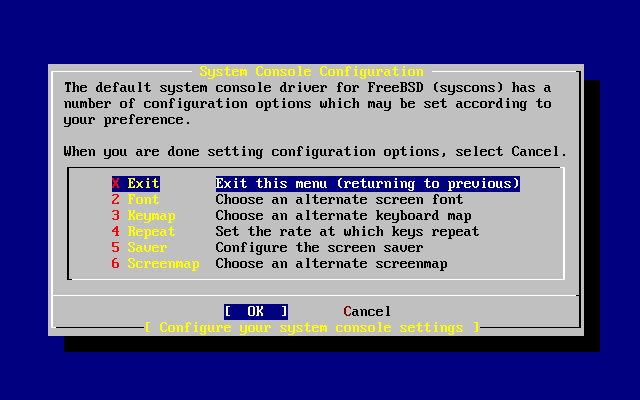 System Console Configuration
The default system console driver for FreeBSD (syscons) has a
number of configuration options which may be set according to
your preference.
When you are done setting configuration options, select Cancel.
X Exit Exit this menu (returning to previous)
2 Font Choose an alternate screen font
3 Keymap Choose an alternate keyboard map
4 Repeat Set the rate at which keys repeat
5 Saver Configure the screen saver
6 Screenmap Choose an alternate screenmap
[ OK ] Cancel
[ Configure your system console settings ]